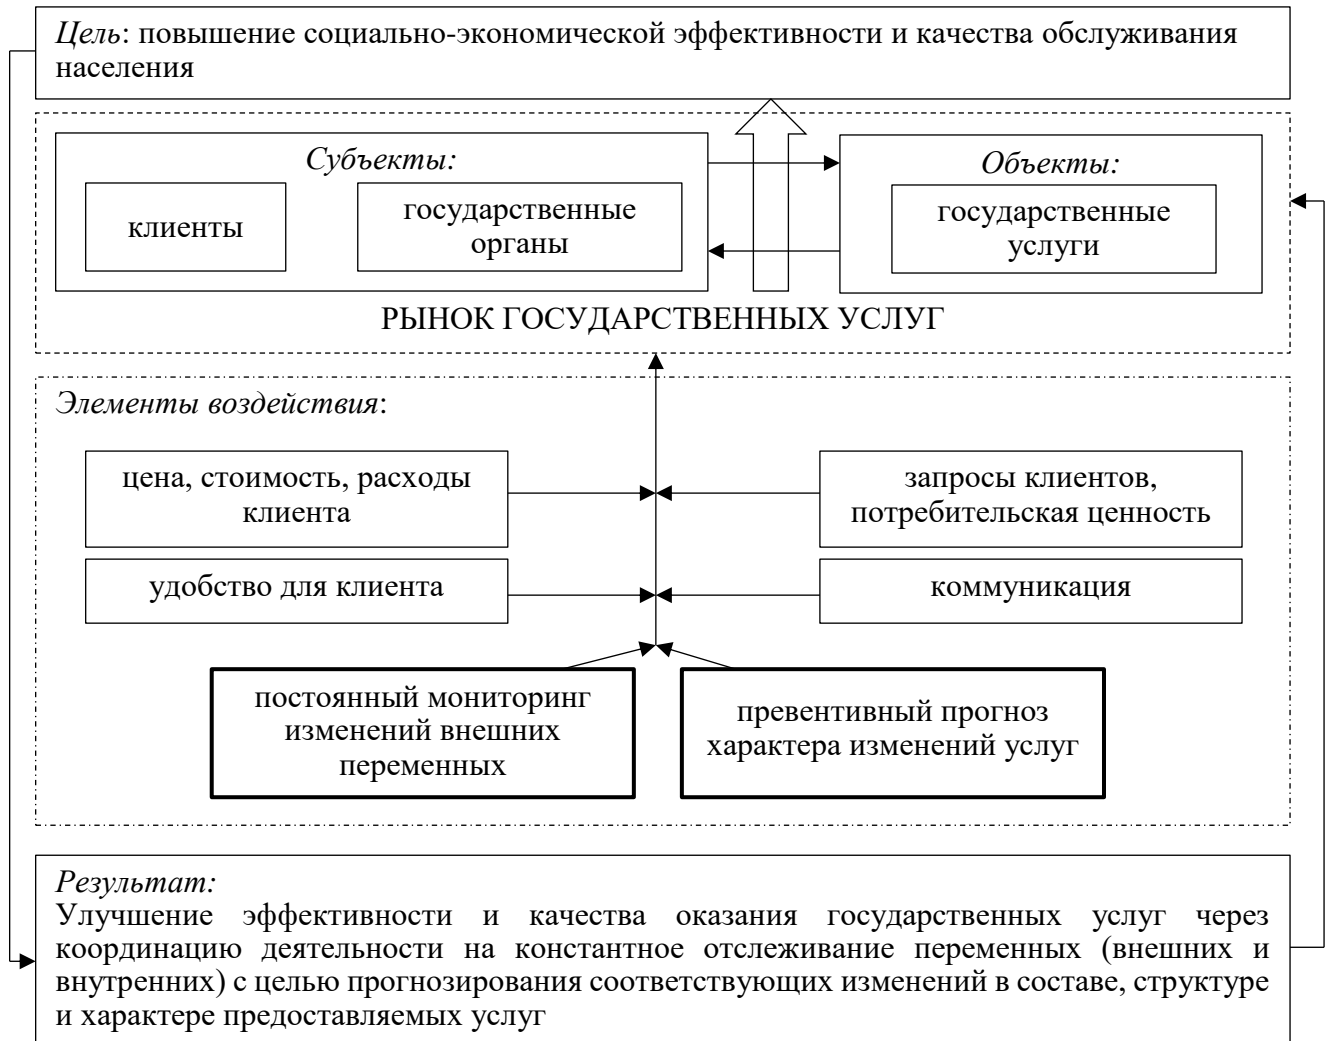 Цель: повышение социально-экономической эффективности и качества обслуживания
населения
Субъекты:
клиенты
государственные
органы
Объекты:
государственные
услуги
РЫНОК ГОСУДАРСТВЕННЫХ УСЛУГ
Элементы воздействия:
цена, стоимость, расходы
клиента
запросы клиентов,
потребительская ценность
удобство для клиента
коммуникация
постоянный мониторинг
изменений внешних
переменных
превентивный прогноз
характера изменений услуг
Результат:
Улучшение эффективности и качества оказания государственных услуг через
координацию деятельности на константное отслеживание переменных (внешних и
внутренних) с целью прогнозирования соответствующих изменений в составе, структуре
и характере предоставляемых услуг